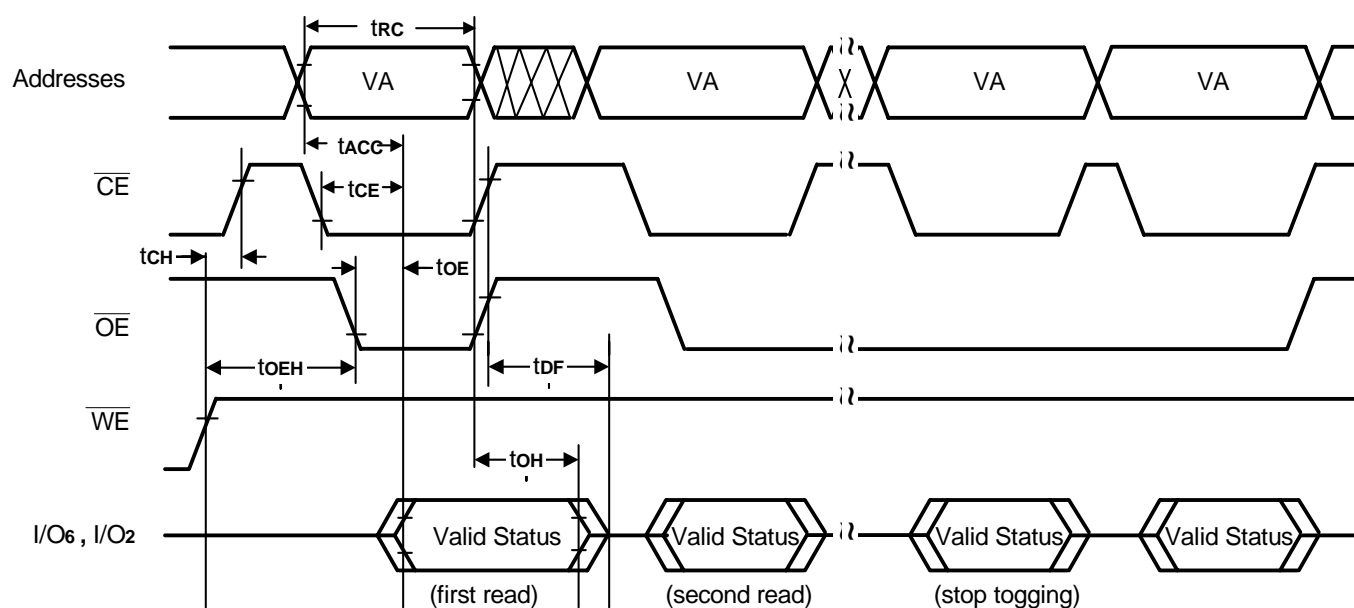 tRC
Addresses VA VA X VA VA
tACC
CE tCE
tCH tOE
OE
tOEH tDF
WE
tOH
I/O6 , I/O2 Valid Status Valid Status Valid Status Valid Status
(first read) (second read) (stop togging)